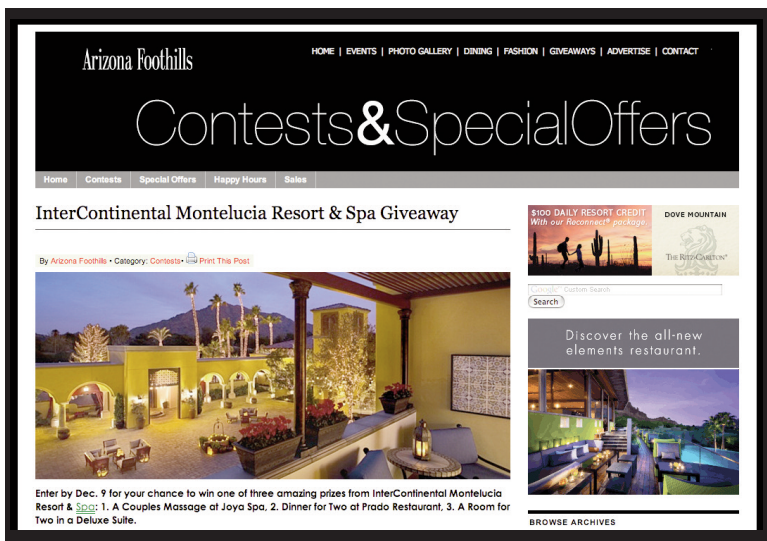 Arizona Foothills
HOME | EVENTS | PHOTO GALLERY | DINING | FASHION | GIVEAWAYS | ADVERTISE | CONTACT
Contests&SpecialOffers
Home Contests Special Offers Happy Hours Sales
InterContinental Montelucia Resort & Spa Giveaway
By Arizona Foothills • Category: Contests• Print This Post
Enter by Dec. 9 for your chance to win one of three amazing prizes from InterContinental Montelucia
Resort & Spa: 1. A Couples Massage at Joya Spa, 2. Dinner for Two at Prado Restaurant, 3. A Room for
Two in a Deluxe Suite.
$100 DAILY RESORT CREDIT
With our Reconnect® package.
DOVE MOUNTAIN
THE RITZ-CARLTON®
Google™ Custom Search
Search
Discover the all-new
elements restaurant.
BROWSE ARCHIVES